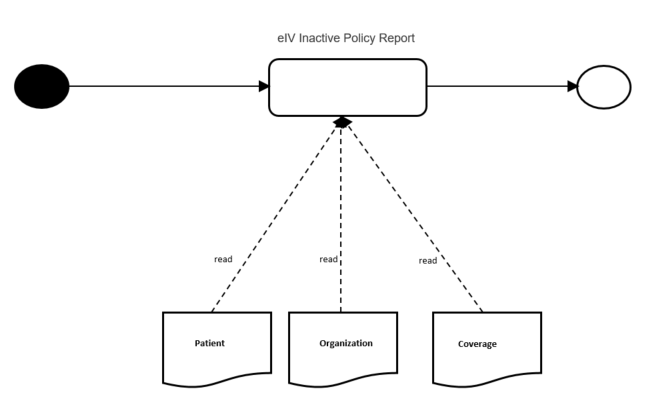 eIV Inactive Policy Report
read
read
read
Patient
Organization
Coverage